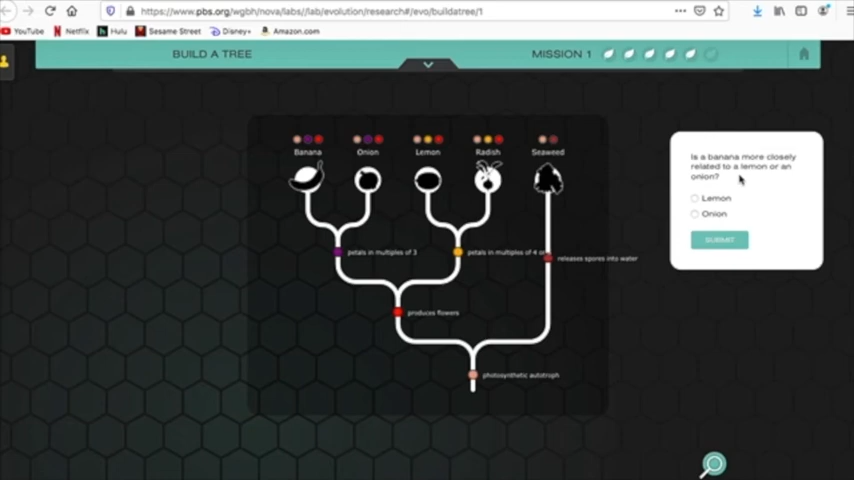 https://www.pbs.org/wgbh/nova/labs//lab/evolution/research#/evo/buildatree/1
YouTube Netflix Hulu Sesame Street Disney+ Amazon.com
BUILD A TREE MISSION 1
Banana Onion Lemon Radish Seaweed
Is a banana more closely
related to a lemon or an
onion?
Lemon
Onion
SUBMIT
petals in multiples of 3 petals in multiples of 4 or
releases spores into water
produces flowers
photosynthetic autotroph